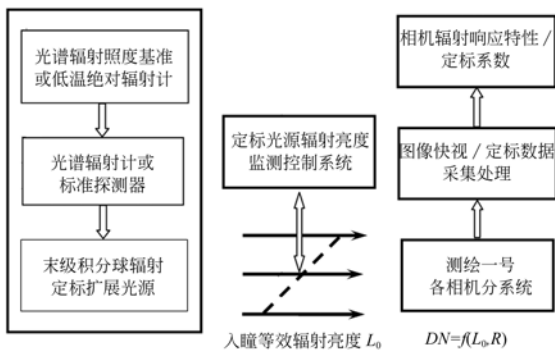 光谱辐射照度基准
或低温绝对辐射计
光谱辐射计或
标准探测器
末级积分球辐射
定标扩展光源
定标光源辐射亮度
监测控制系统
入瞳等效辐射亮度 L₀
相机辐射响应特性/
定标系数
图像快视/定标数据
采集处理
测绘一号
各相机分系统
DN=f(L₀,R)